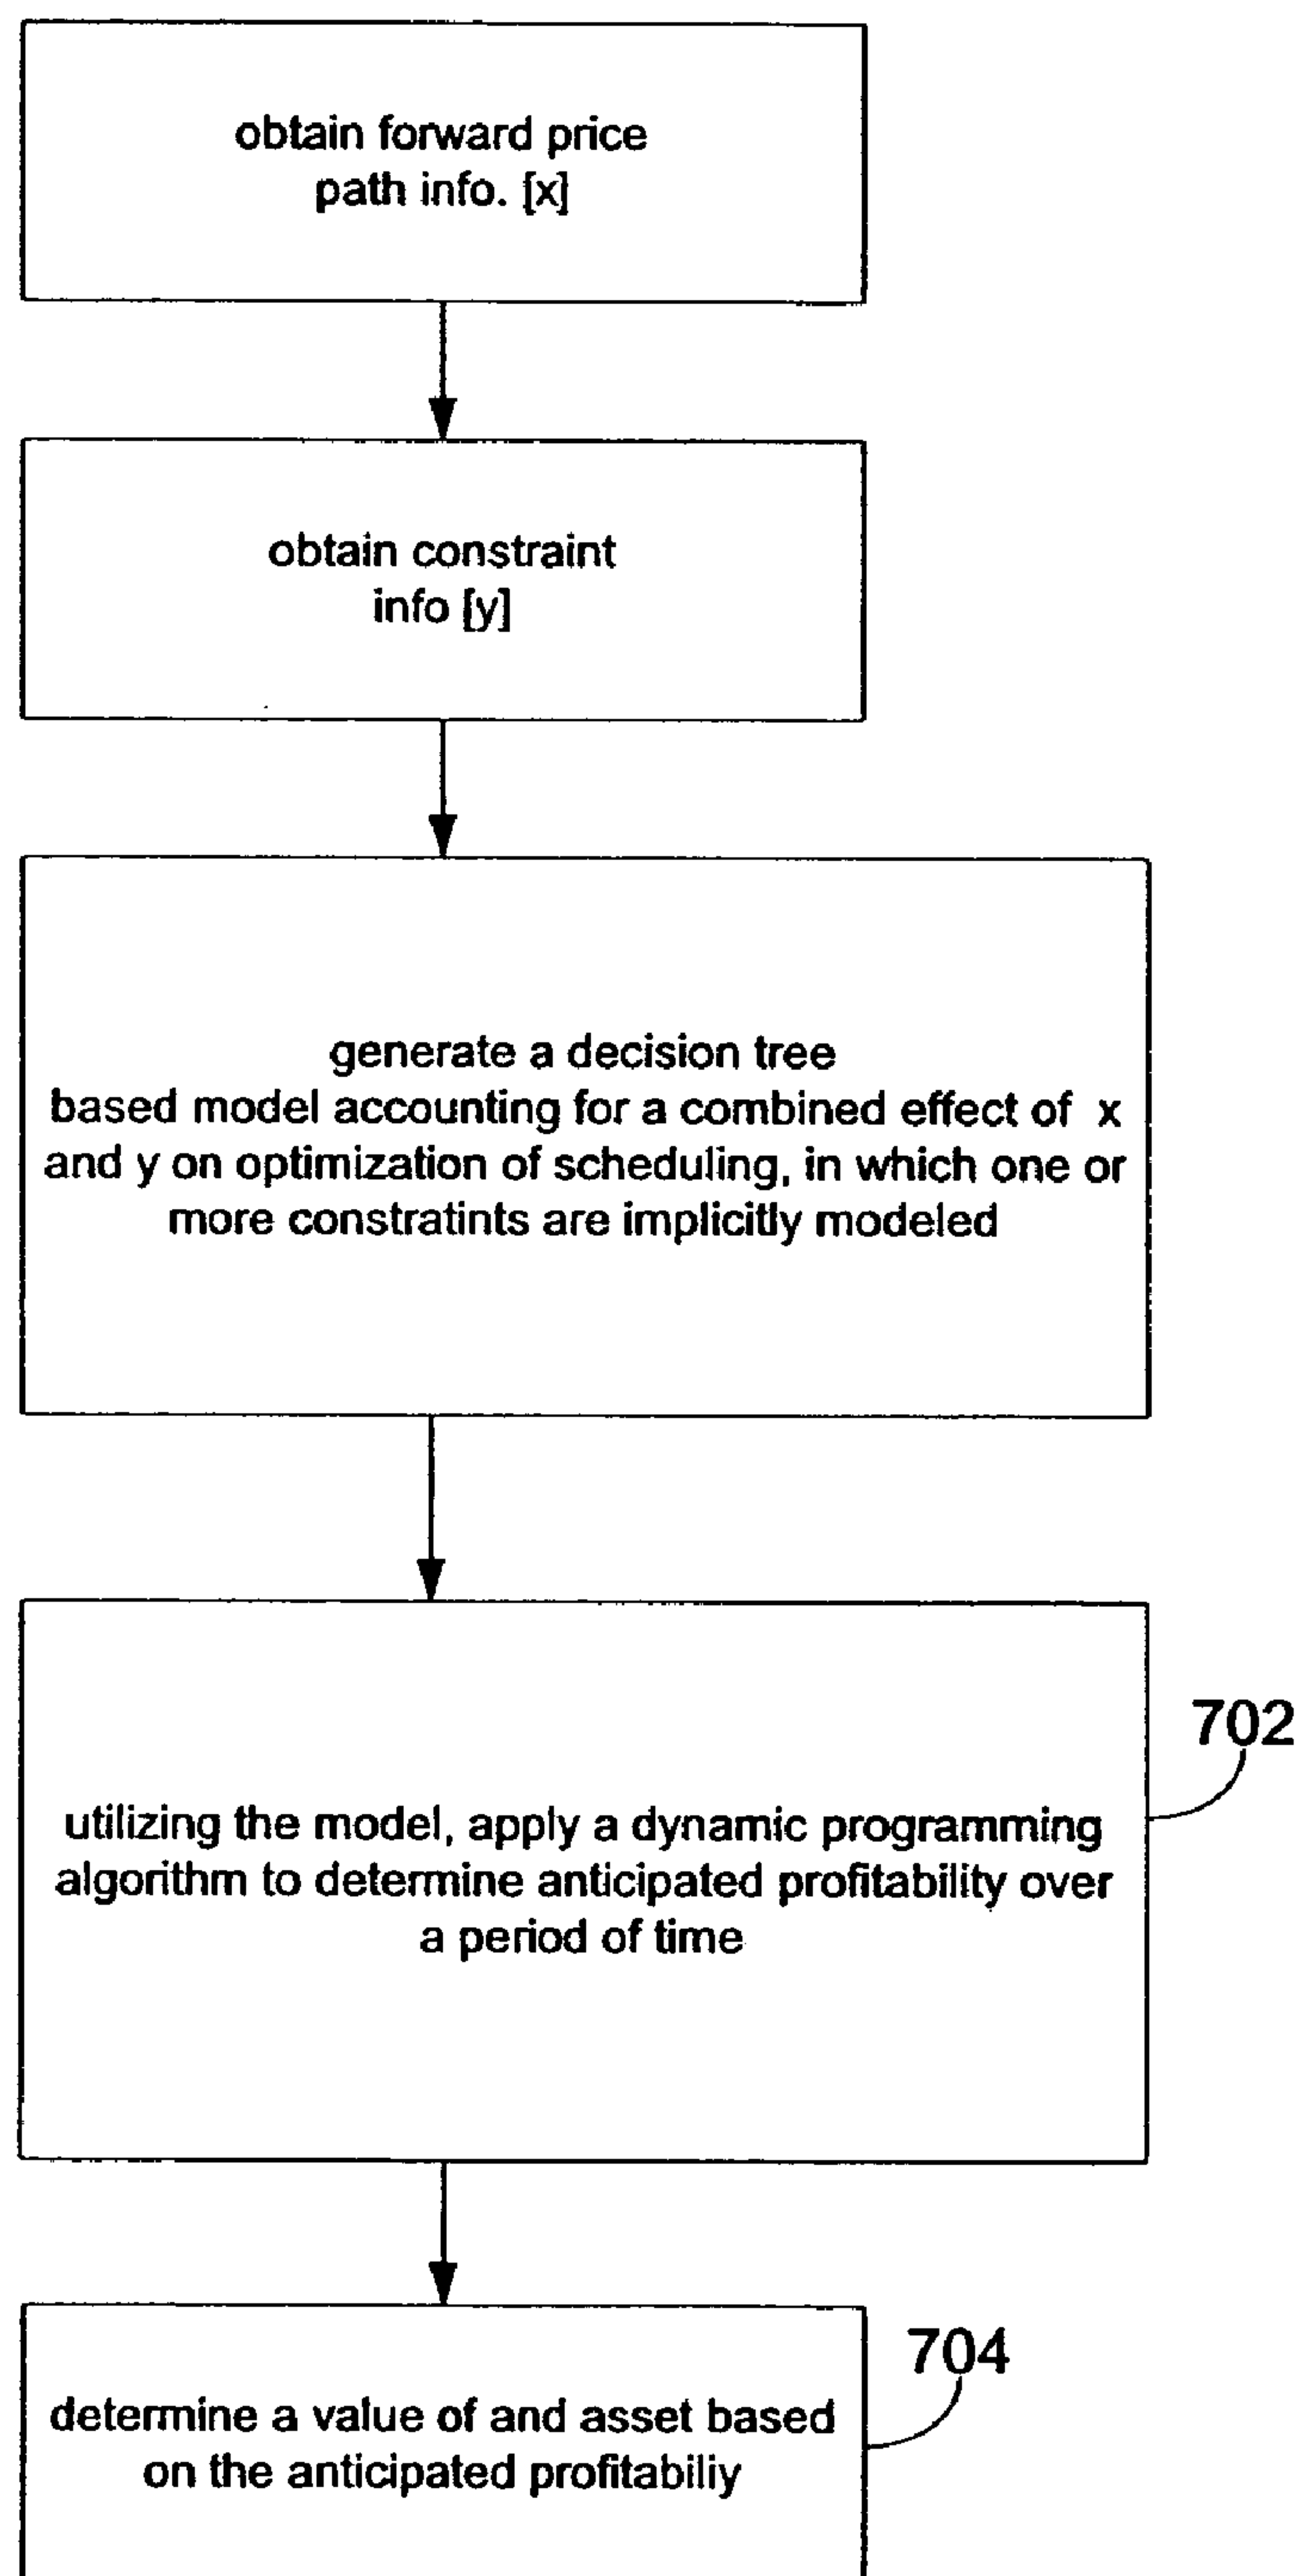 obtain forward price
path info. [x]
obtain constraint
info [y]
generate a decision tree
based model accounting for a combined effect of x
and y on optimization of scheduling, in which one or
more constratints are implicitly modeled
702
utilizing the model, apply a dynamic programming
algorithm to determine anticipated profitability over
a period of time
704
determine a value of and asset based
on the anticipated profitabiliy